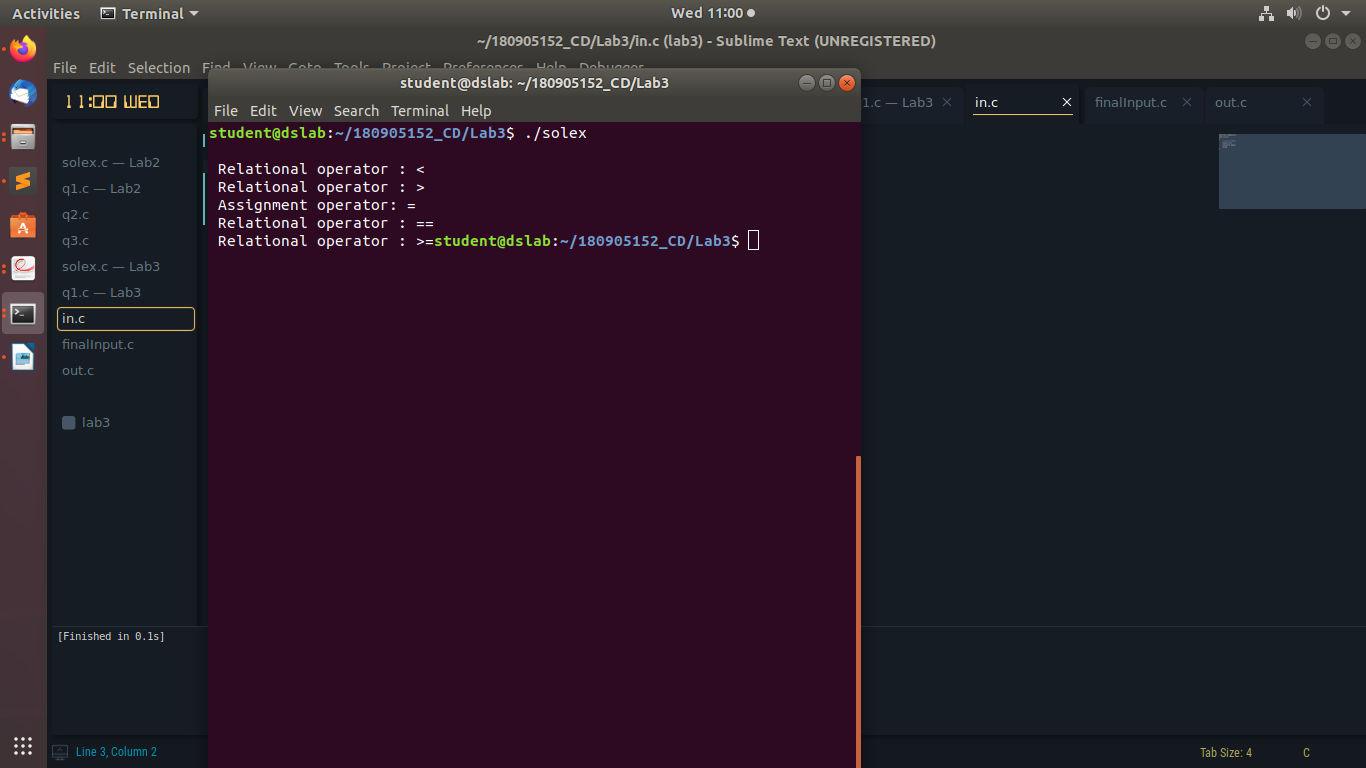 Activities Terminal Wed 11:00
~/180905152_CD/Lab3/in.c (lab3) - Sublime Text (UNREGISTERED)
File Edit Selection Find View Goto Tools Project Preferences Help Debugger
student@dslab: ~/180905152_CD/Lab3
11:00 WED
1.c — Lab3 in.c finalInput.c out.c
File Edit View Search Terminal Help
student@dslab:~/180905152_CD/Lab3$ ./solex
Relational operator : <
Relational operator : >
Assignment operator: =
Relational operator : ==
Relational operator : >=student@dslab:~/180905152_CD/Lab3$
solex.c — Lab2
q1.c — Lab2
q2.c
q3.c
solex.c — Lab3
q1.c — Lab3
in.c
finalInput.c
out.c
lab3
[Finished in 0.1s]
Line 3, Column 2 Tab Size: 4 C